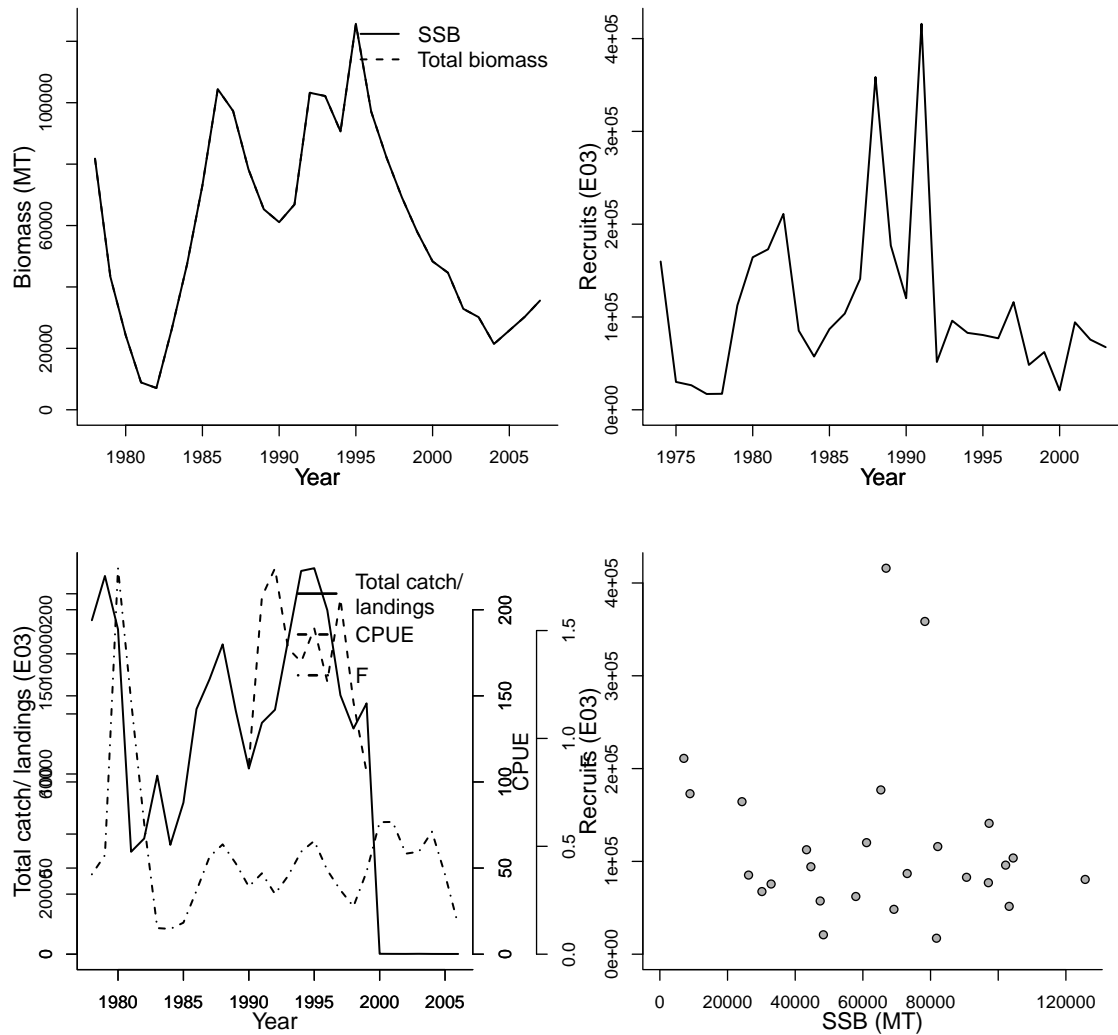 SSB
Total biomass
Biomass (MT)
0
20000
60000
100000
1980 1985 1990 1995 2000 2005
Year
Recruits (E03)
0e+00
1e+05
2e+05
3e+05
4e+05
1975 1980 1985 1990 1995 2000
Year
Total catch/
landings
CPUE
F
Total catch/ landings (E03)
0
0 50 100 150 200
CPUE
0.0 0.5 1.0 1.5
1980 1985 1990 1995 2000 2005
Year
Recruits (E03)
0e+00
1e+05
2e+05
3e+05
4e+05
0 20000 40000 60000 80000 120000
SSB (MT)